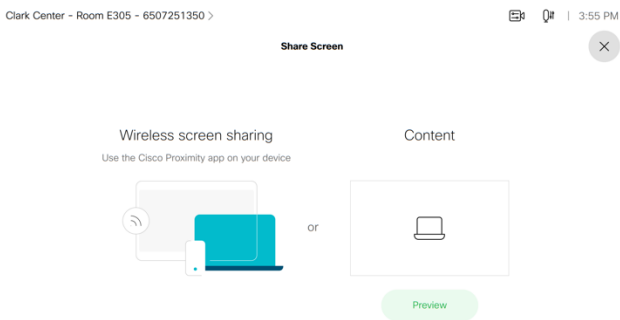 Clark Center - Room E305 - 6507251350 >
| 3:55 PM
Share Screen
Wireless screen sharing
Use the Cisco Proximity app on your device
or
Content
Preview